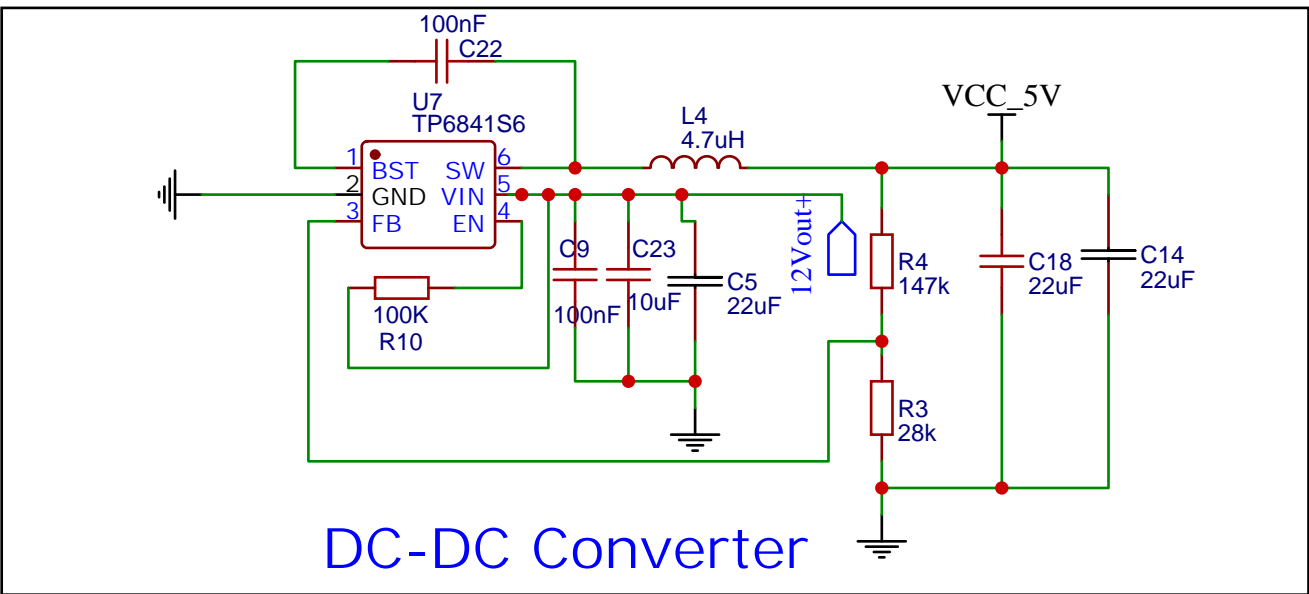 100nF
C22
U7
TP6841S6
VCC_5V
L4
4.7uH
1 BST SW 6
2 GND VIN 5
3 FB EN 4
C9
100nF
C23
10uF
C5
22uF
12Vout+
R4
147k
C18
22uF
C14
22uF
100K
R10
R3
28k
DC-DC Converter